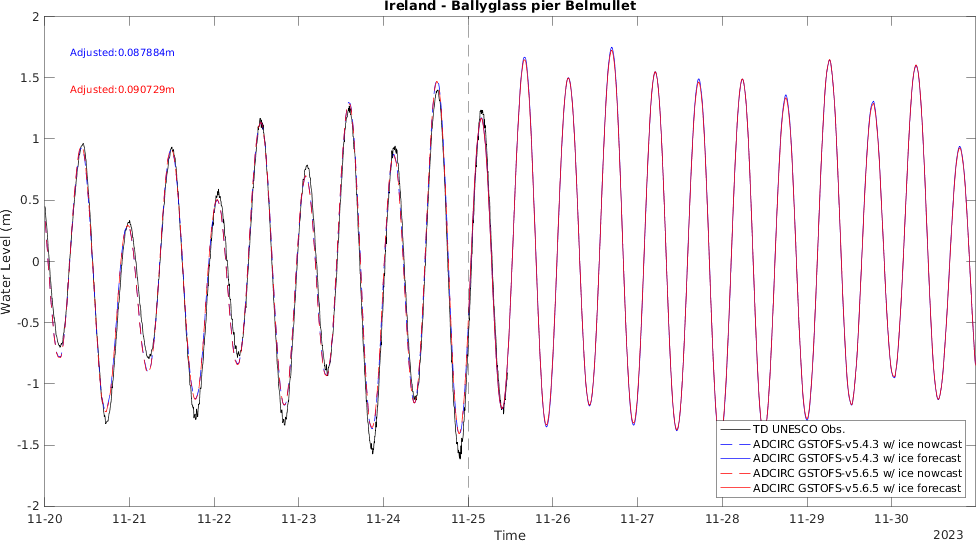 Ireland - Ballyglass pier Belmullet
Adjusted:0.087884m
Adjusted:0.090729m
2
1.5
1
0.5
0
-0.5
-1
-1.5
-2
Water Level (m)
TD UNESCO Obs.
ADCIRC GSTOFS-v5.4.3 w/ ice nowcast
ADCIRC GSTOFS-v5.4.3 w/ ice forecast
ADCIRC GSTOFS-v5.6.5 w/ ice nowcast
ADCIRC GSTOFS-v5.6.5 w/ ice forecast
11-20 11-21 11-22 11-23 11-24 11-25 11-26 11-27 11-28 11-29 11-30
Time
2023